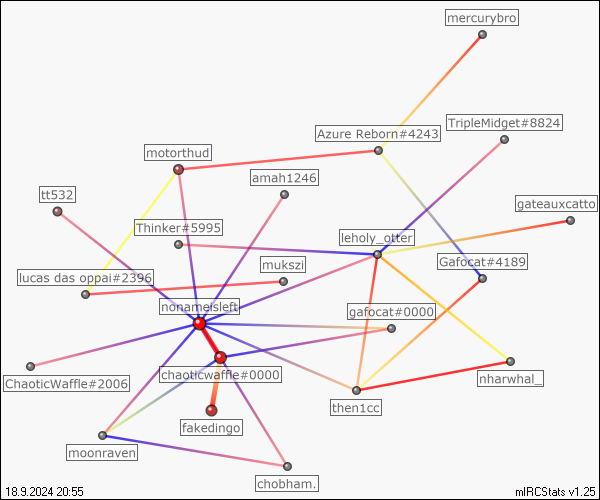 mercurybro
TripleMidget#8824
Azure Reborn#4243
motorthud
amah1246
tt532
gateauxcatto
Thinker#5995
leholy_otter
Gafocat#4189
mukszi
lucas das oppai#2396
nonameisleft
gafocat#0000
chaoticwaffle#0000
ChaoticWaffle#2006
nharwhal_
then1cc
fakedingo
moonraven
chobham.
18.9.2024 20:55
mIRCStats v1.25